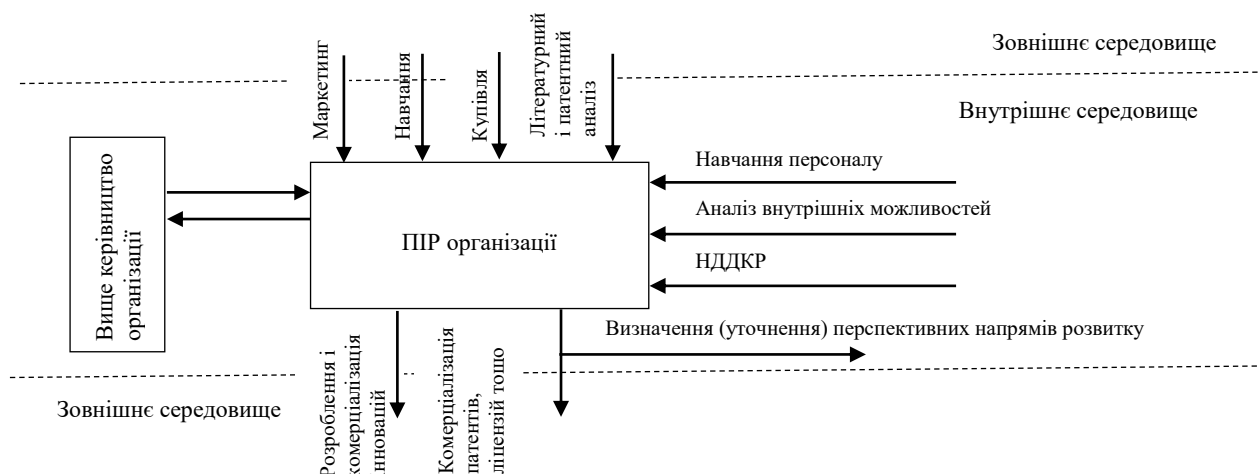 Зовнішнє середовище
Маркетинг
Навчання
Купівля
Літературний
і патентний
аналіз
Внутрішнє середовище
Вище керівництво
організації
ПІР організації
Навчання персоналу
Аналіз внутрішніх можливостей
НДДКР
Визначення (уточнення) перспективних напрямів розвитку
Зовнішнє середовище
Розроблення і
комерціалізація
інновацій
Комерціалізація
патентів,
ліцензій тощо